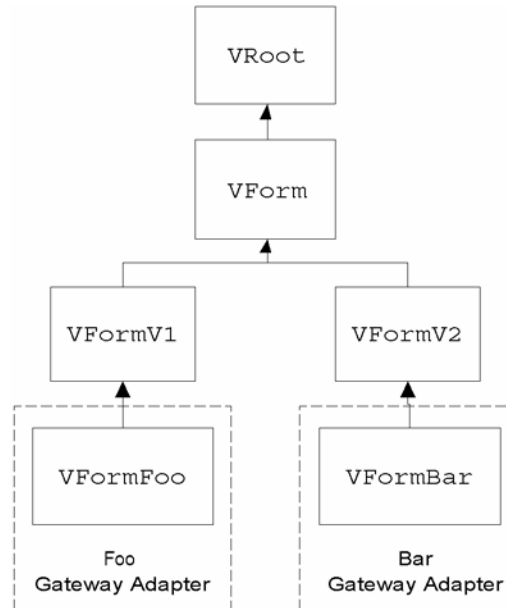 VRoot
VForm
VFormV1
VFormV2
VFormFoo
VFormBar
Foo
Gateway Adapter
Bar
Gateway Adapter